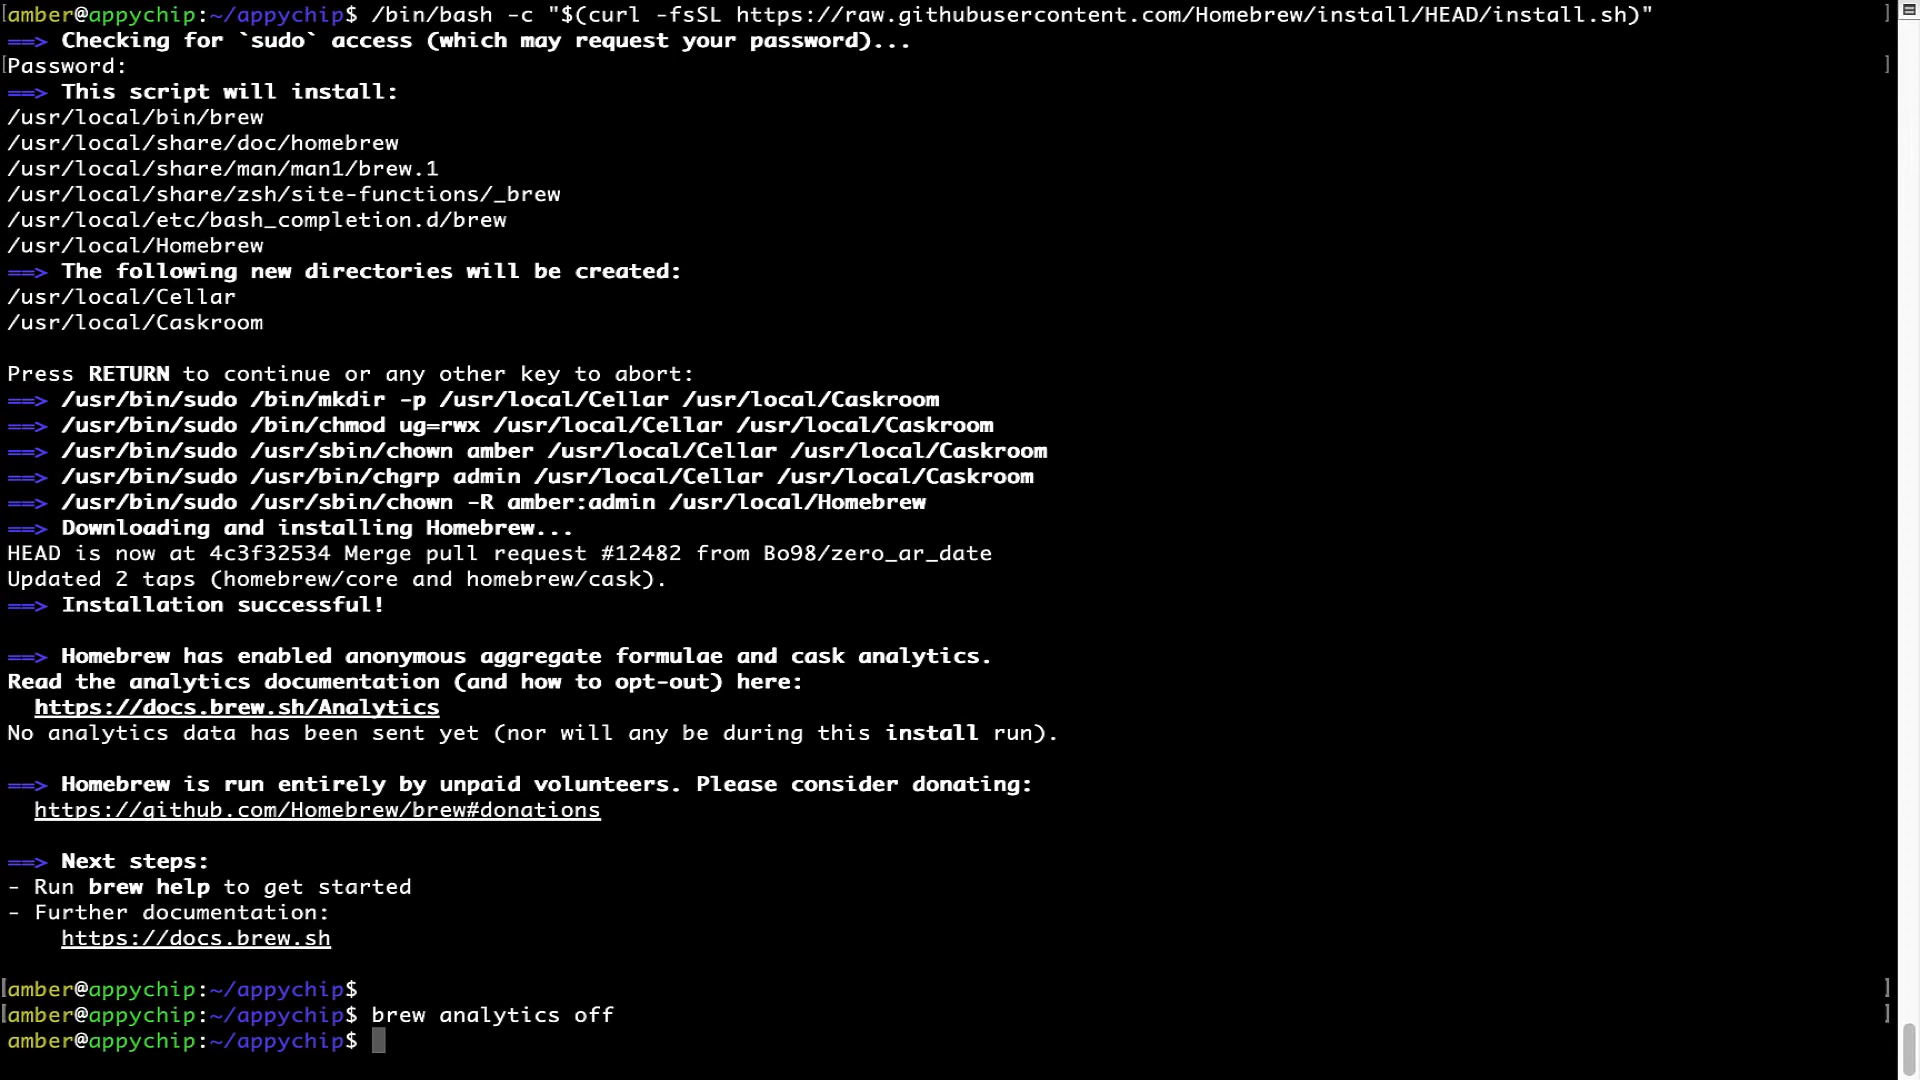 amber@appychip:~/appychip$ /bin/bash -c "$(curl -fsSL https://raw.githubusercontent.com/Homebrew/install/HEAD/install.sh)"
==> Checking for `sudo` access (which may request your password)...
Password:
==> This script will install:
/usr/local/bin/brew
/usr/local/share/doc/homebrew
/usr/local/share/man/man1/brew.1
/usr/local/share/zsh/site-functions/_brew
/usr/local/etc/bash_completion.d/brew
/usr/local/Homebrew
==> The following new directories will be created:
/usr/local/Cellar
/usr/local/Caskroom

Press RETURN to continue or any other key to abort:
==> /usr/bin/sudo /bin/mkdir -p /usr/local/Cellar /usr/local/Caskroom
==> /usr/bin/sudo /bin/chmod ug=rwx /usr/local/Cellar /usr/local/Caskroom
==> /usr/bin/sudo /usr/sbin/chown amber /usr/local/Cellar /usr/local/Caskroom
==> /usr/bin/sudo /usr/bin/chgrp admin /usr/local/Cellar /usr/local/Caskroom
==> /usr/bin/sudo /usr/sbin/chown -R amber:admin /usr/local/Homebrew
==> Downloading and installing Homebrew...
HEAD is now at 4c3f32534 Merge pull request #12482 from Bo98/zero_ar_date
Updated 2 taps (homebrew/core and homebrew/cask).
==> Installation successful!

==> Homebrew has enabled anonymous aggregate formulae and cask analytics.
Read the analytics documentation (and how to opt-out) here:
  https://docs.brew.sh/Analytics
No analytics data has been sent yet (nor will any be during this install run).

==> Homebrew is run entirely by unpaid volunteers. Please consider donating:
  https://github.com/Homebrew/brew#donations

==> Next steps:
- Run brew help to get started
- Further documentation:
    https://docs.brew.sh

amber@appychip:~/appychip$
amber@appychip:~/appychip$ brew analytics off
amber@appychip:~/appychip$